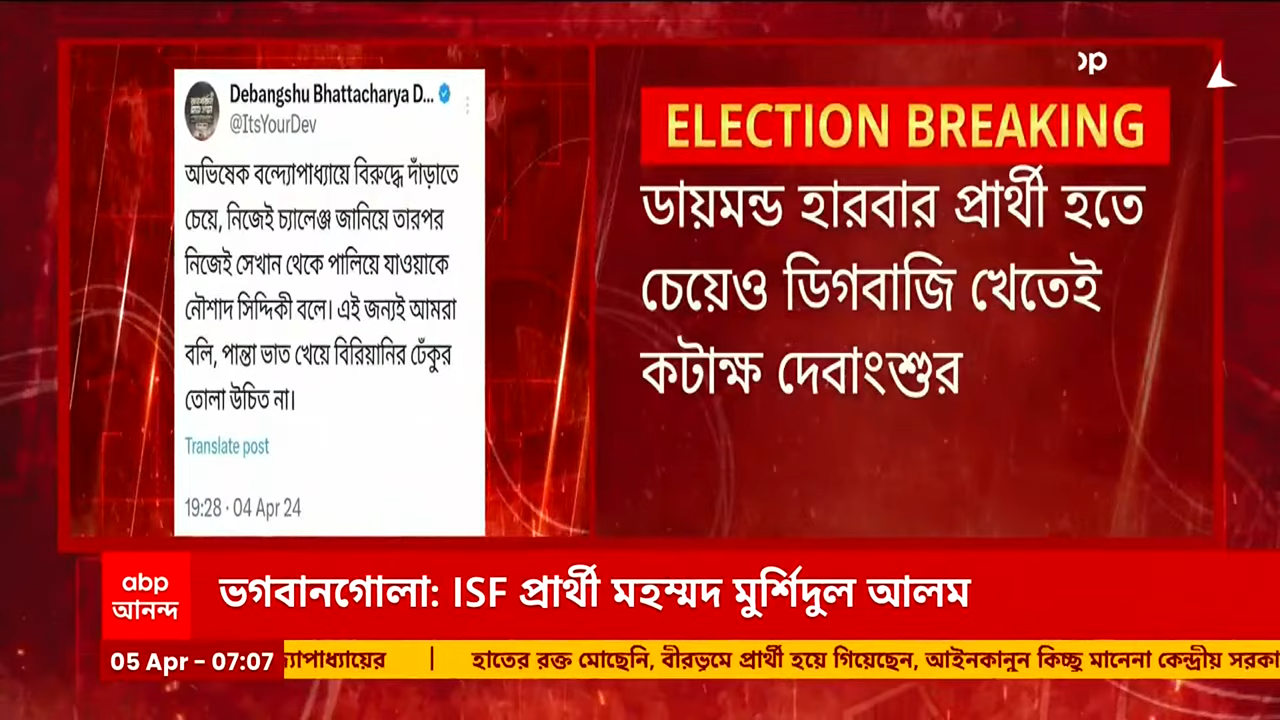 Debangshu Bhattacharya D...
@ItsYourDev
অভিষেক বন্দ্যোপাধ্যায়ে বিরুদ্ধে দাঁড়াতে
চেয়ে, নিজেই চ্যালেঞ্জ জানিয়ে তারপর
নিজেই সেখান থেকে পালিয়ে যাওয়াকে
নৌশাদ সিদ্দিকী বলে। এই জন্যই আমরা
বলি, পান্তা ভাত খেয়ে বিরিয়ানির ঢেঁকুর
তোলা উচিত না।
Translate post
19:28 · 04 Apr 24
ELECTION BREAKING
ডায়মন্ড হারবার প্রার্থী হতে
চেয়েও ডিগবাজি খেতেই
কটাক্ষ দেবাংশুর
abp
আনন্দ
ভগবানগোলা: ISF প্রার্থী মহম্মদ মুর্শিদুল আলম
05 Apr - 07:07
| হাতের রক্ত মোছেনি, বীরভূমে প্রার্থী হয়ে গিয়েছেন, আইনকানুন কিচ্ছু মানেনা কেন্দ্রীয়